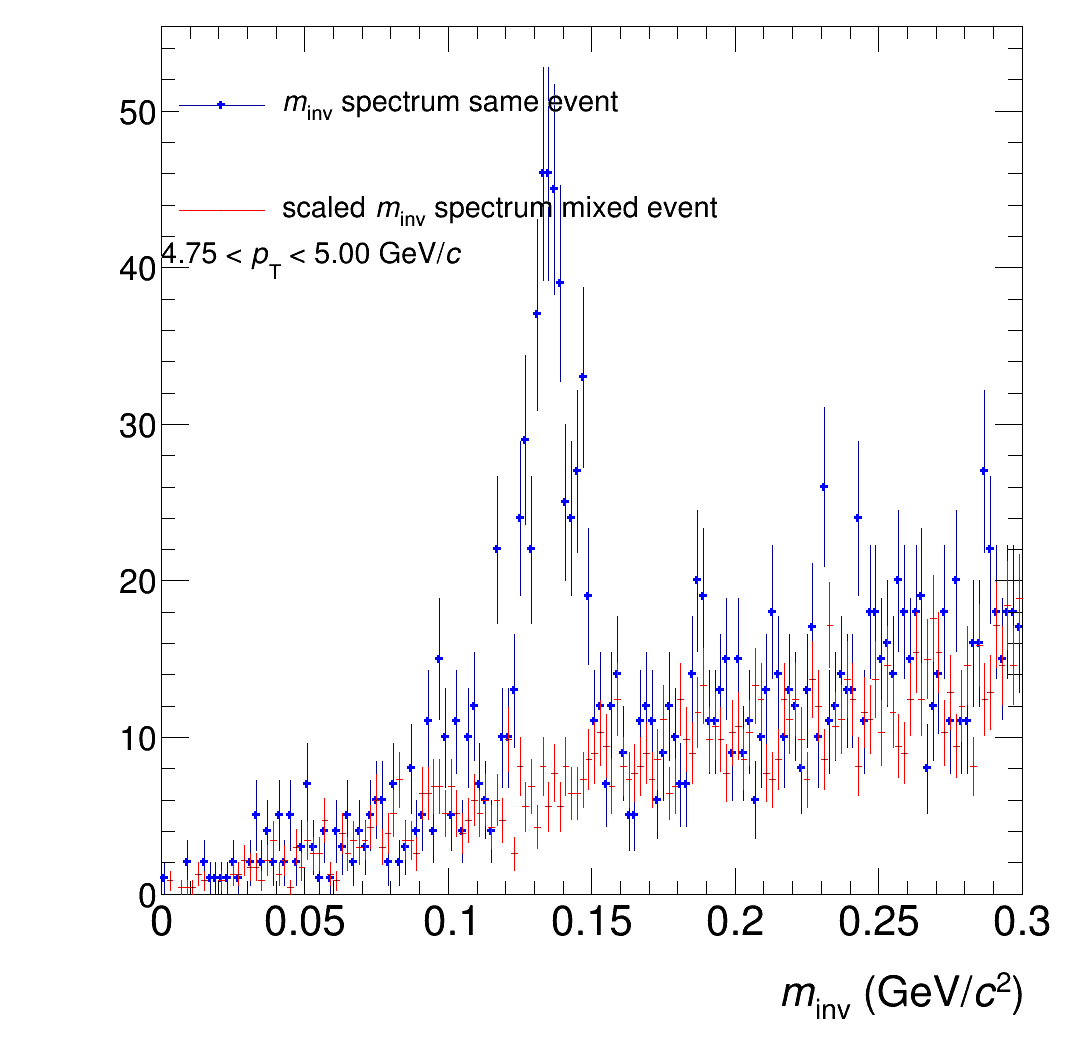 50
m_inv spectrum same event
scaled m_inv spectrum mixed event
4.75 < p_T < 5.00 GeV/c
40
30
20
10
0
0 0.05 0.1 0.15 0.2 0.25 0.3
m_inv (GeV/c²)